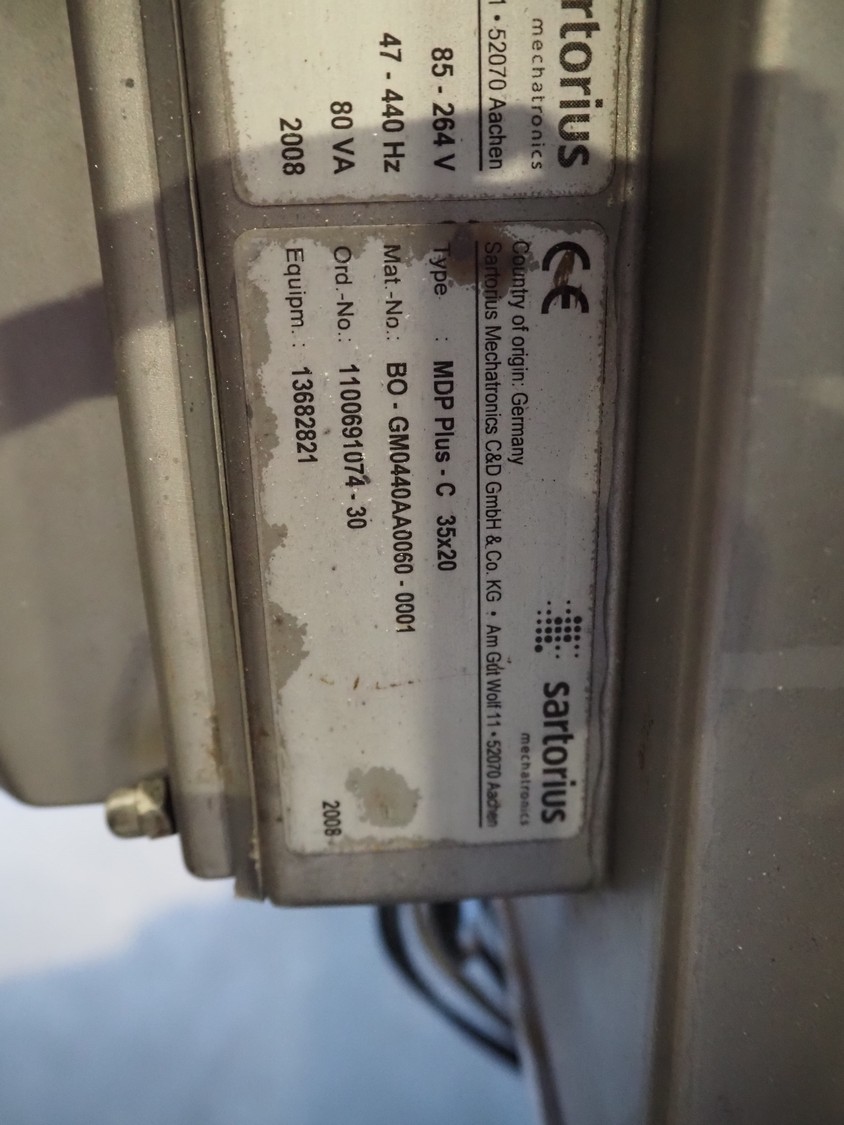 rtorius
mechatronics
1 • 52070 Aachen
85 - 264 V
47 - 440 Hz
80 VA
2008
CE
sartorius
mechatronics
Country of origin: Germany
Sartorius Mechatronics C&D GmbH & Co. KG • Am Gut Wolf 11 • 52070 Aachen
Type : MDP Plus - C 35x20
Mat.-No.: BO - GM0440AA0060 - 0001
Ord.-No.: 1100691074 - 30
Equipm. : 13682821
2008